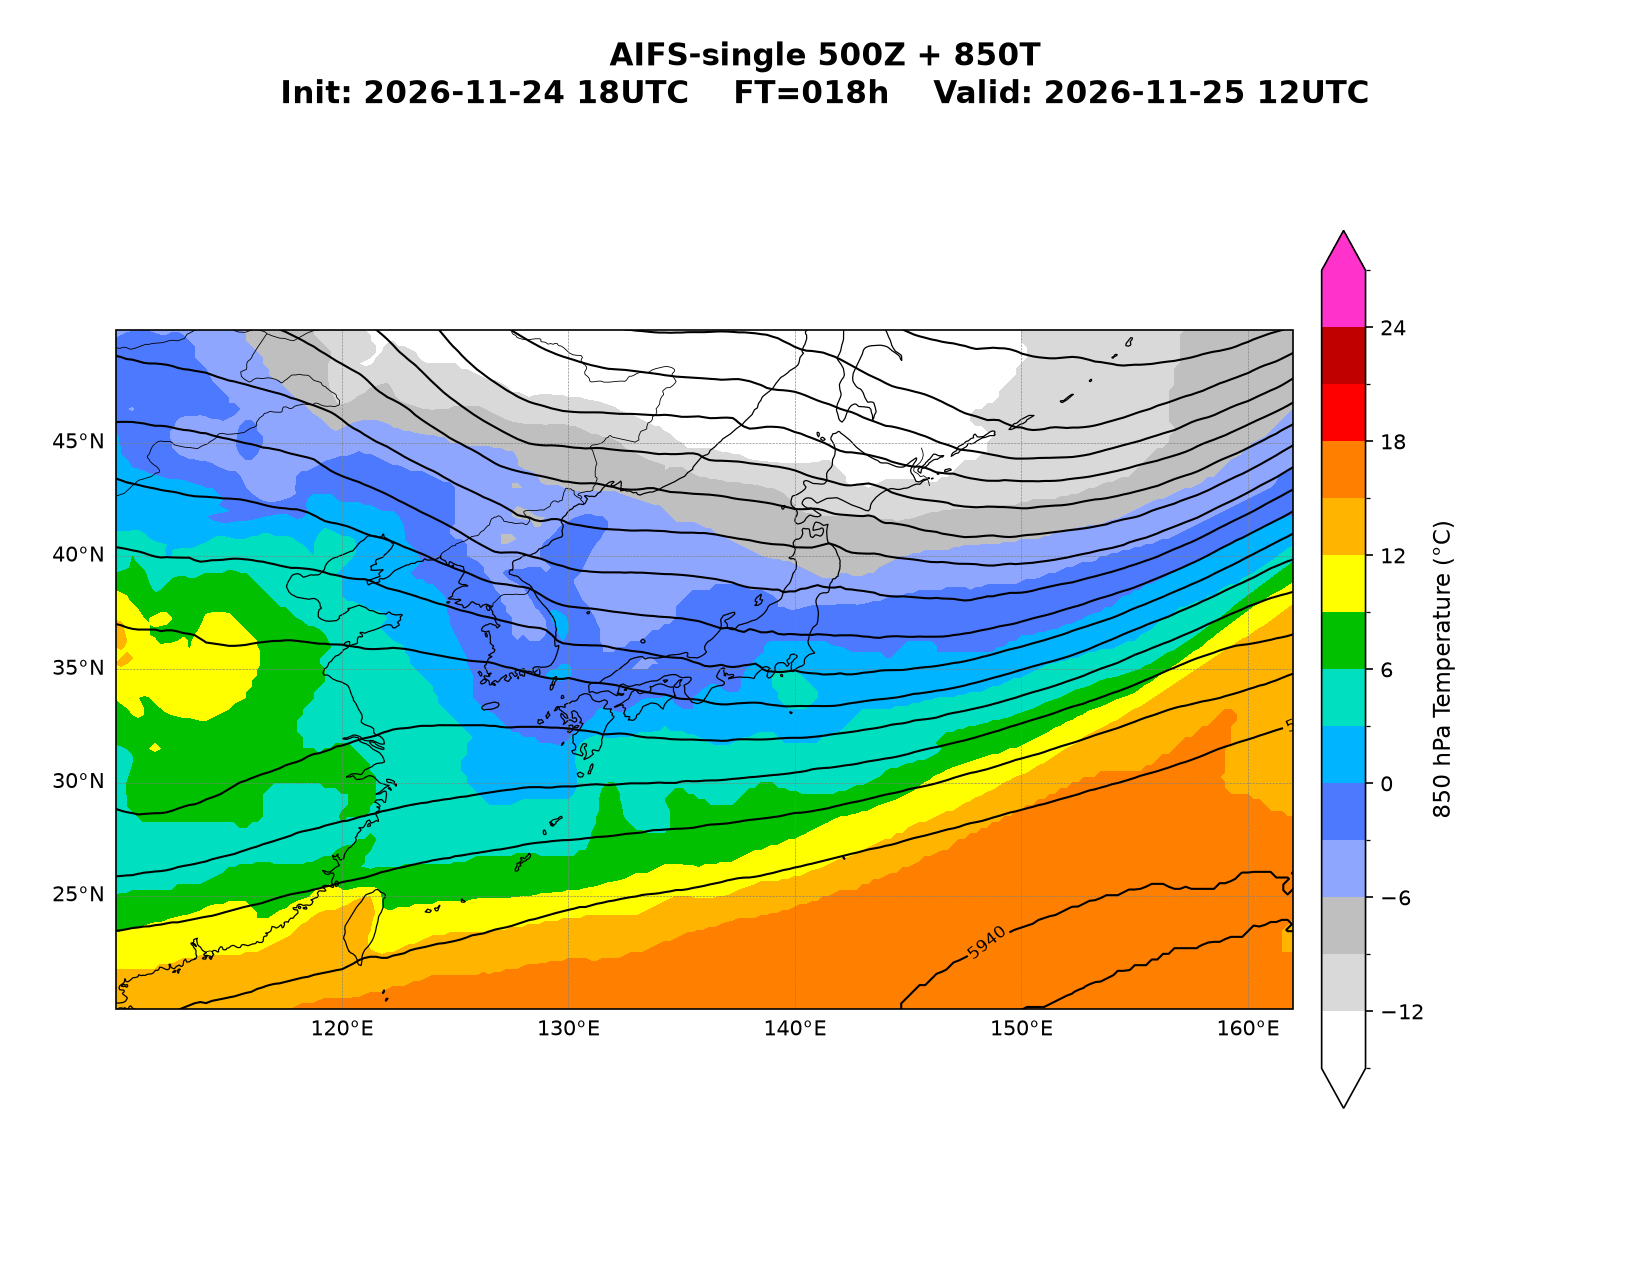 AIFS-single 500Z + 850T
Init: 2026-11-24 18UTC    FT=018h    Valid: 2026-11-25 12UTC
24
18
12
6
0
−6
−12
850 hPa Temperature (°C)
45°N
40°N
35°N
30°N
25°N
5940
120°E
130°E
140°E
150°E
160°E